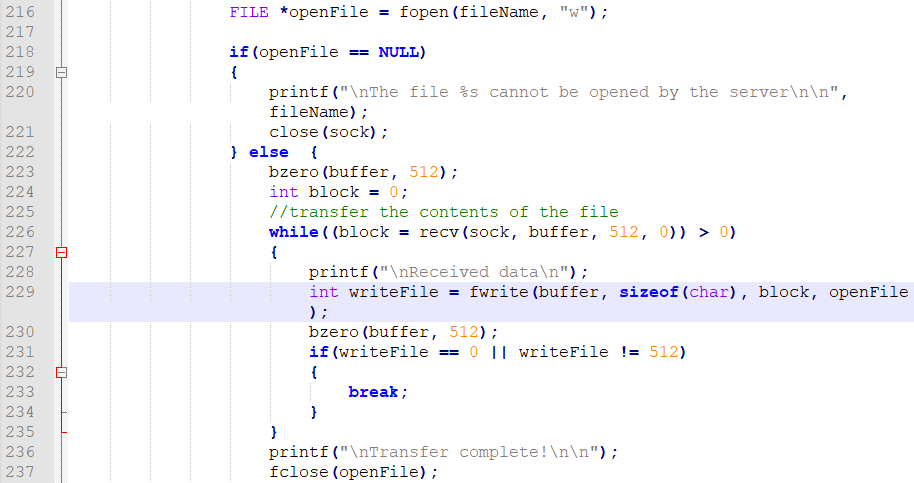 216 FILE *openFile = fopen(fileName, "w");
217
218 if(openFile == NULL)
219 {
220 printf("\nThe file %s cannot be opened by the server\n\n",
fileName);
221 close(sock);
222 } else  {
223 bzero(buffer, 512);
224 int block = 0;
225 //transfer the contents of the file
226 while((block = recv(sock, buffer, 512, 0)) > 0)
227 {
228 printf("\nReceived data\n");
229 int writeFile = fwrite(buffer, sizeof(char), block, openFile
);
230 bzero(buffer, 512);
231 if(writeFile == 0 || writeFile != 512)
232 {
233 break;
234 }
235 }
236 printf("\nTransfer complete!\n\n");
237 fclose(openFile);